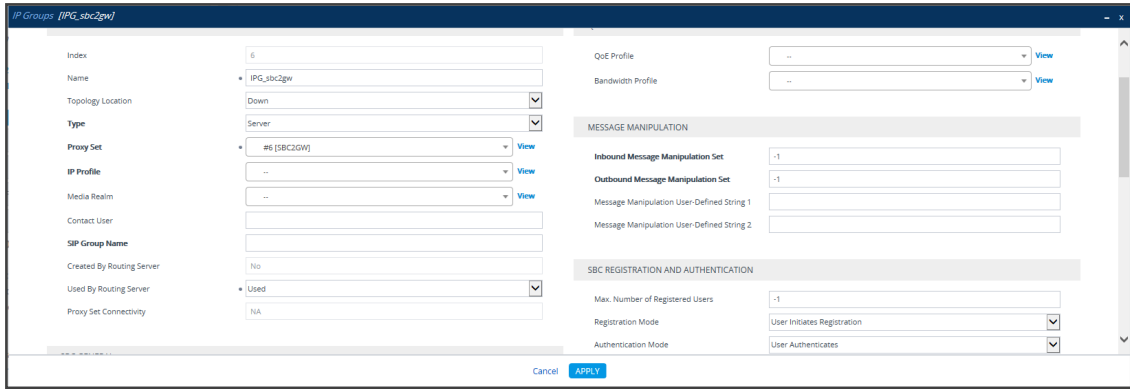 IP Groups [IPG_sbc2gw]
– x
Index 6
Name • IPG_sbc2gw
Topology Location Down
Type Server
Proxy Set • #6 [SBC2GW] View
IP Profile -- View
Media Realm -- View
Contact User
SIP Group Name
Created By Routing Server No
Used By Routing Server • Used
Proxy Set Connectivity NA
QoE Profile -- View
Bandwidth Profile -- View
MESSAGE MANIPULATION
Inbound Message Manipulation Set -1
Outbound Message Manipulation Set -1
Message Manipulation User-Defined String 1
Message Manipulation User-Defined String 2
SBC REGISTRATION AND AUTHENTICATION
Max. Number of Registered Users -1
Registration Mode User Initiates Registration
Authentication Mode User Authenticates
Cancel APPLY